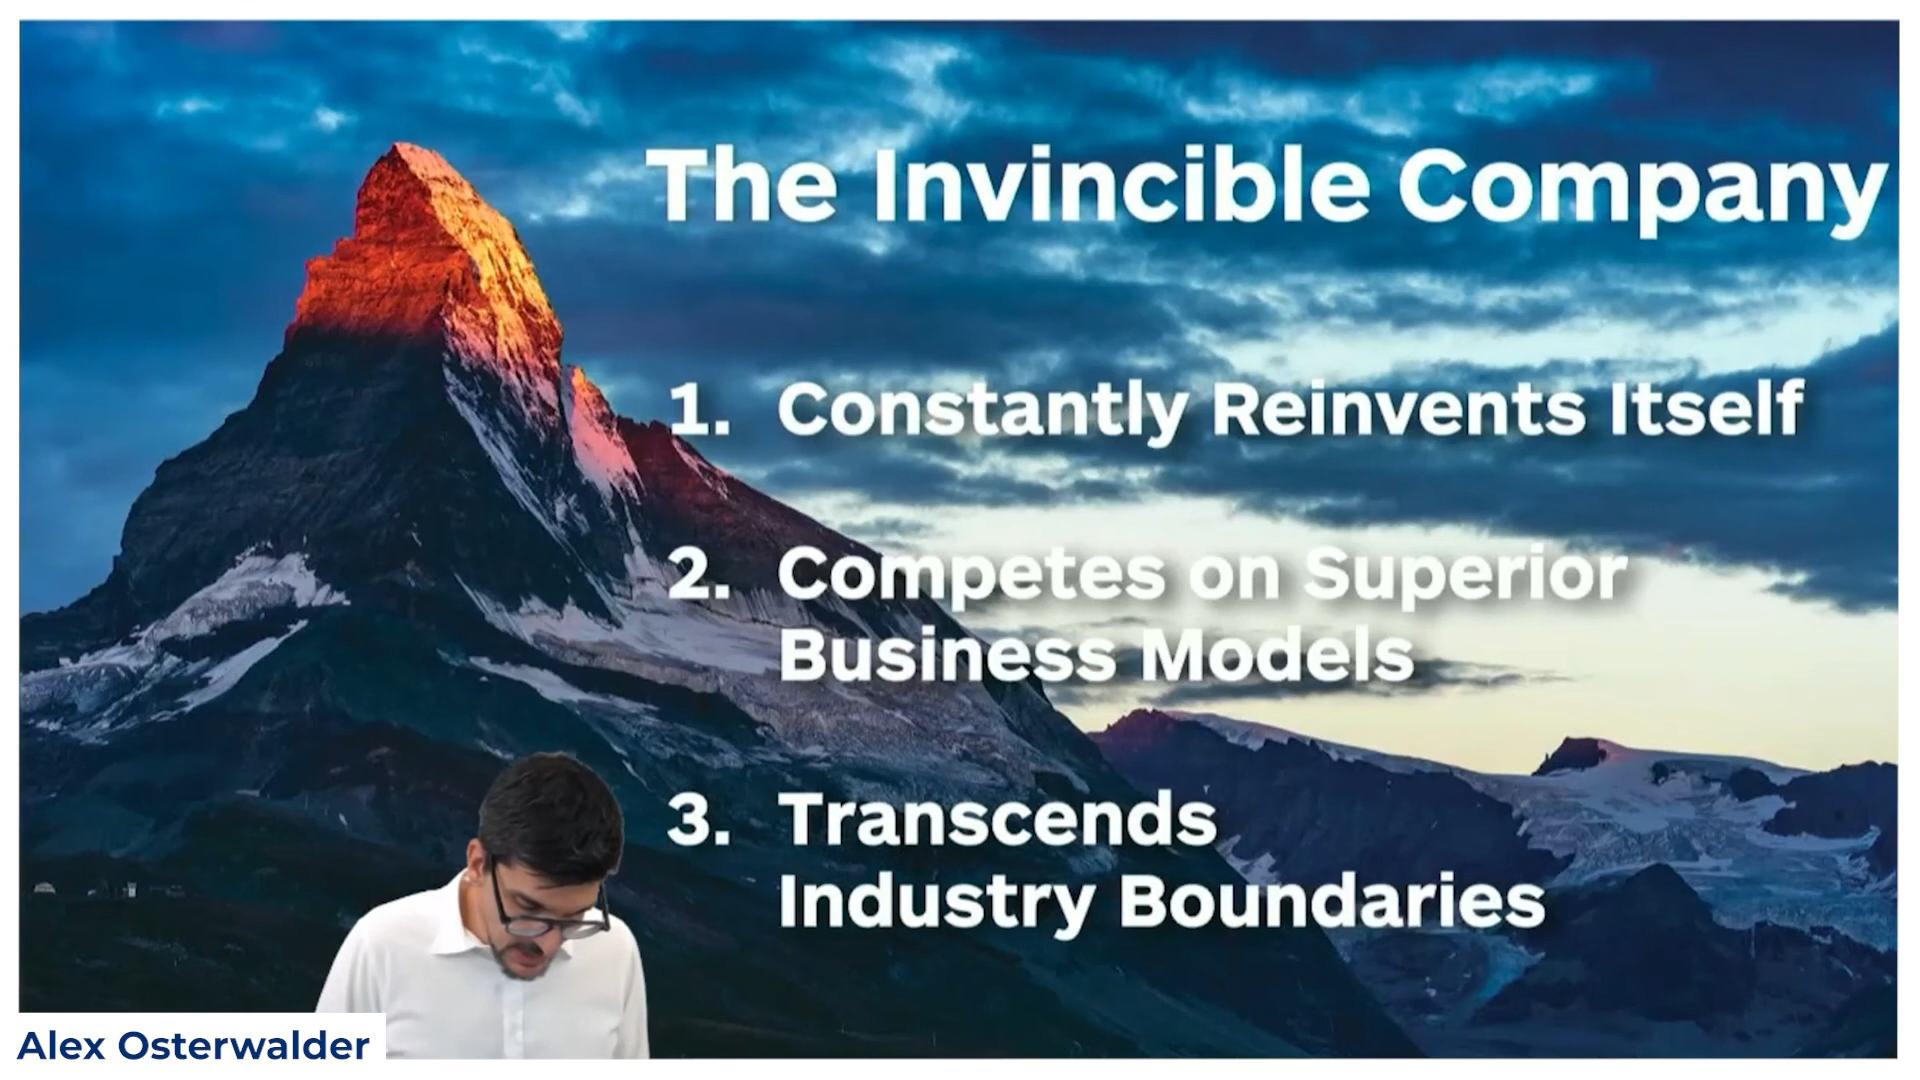 The Invincible Company
1. Constantly Reinvents Itself
2. Competes on Superior
Business Models
3. Transcends
Industry Boundaries
Alex Osterwalder